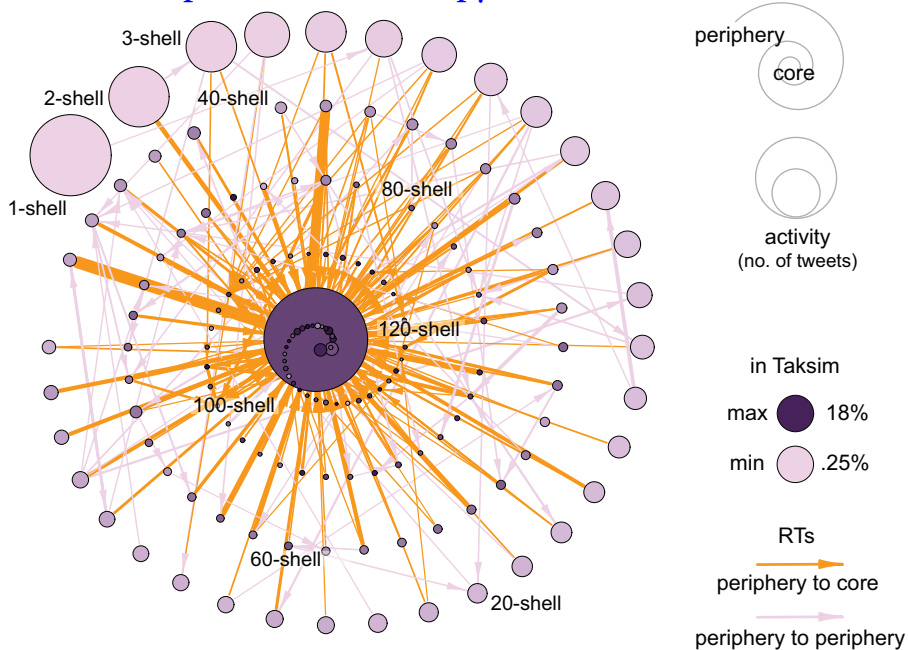 3-shell
2-shell
40-shell
1-shell
80-shell
120-shell
100-shell
60-shell
20-shell
periphery
core
activity
(no. of tweets)
in Taksim
max 18%
min .25%
RTs
periphery to core
periphery to periphery